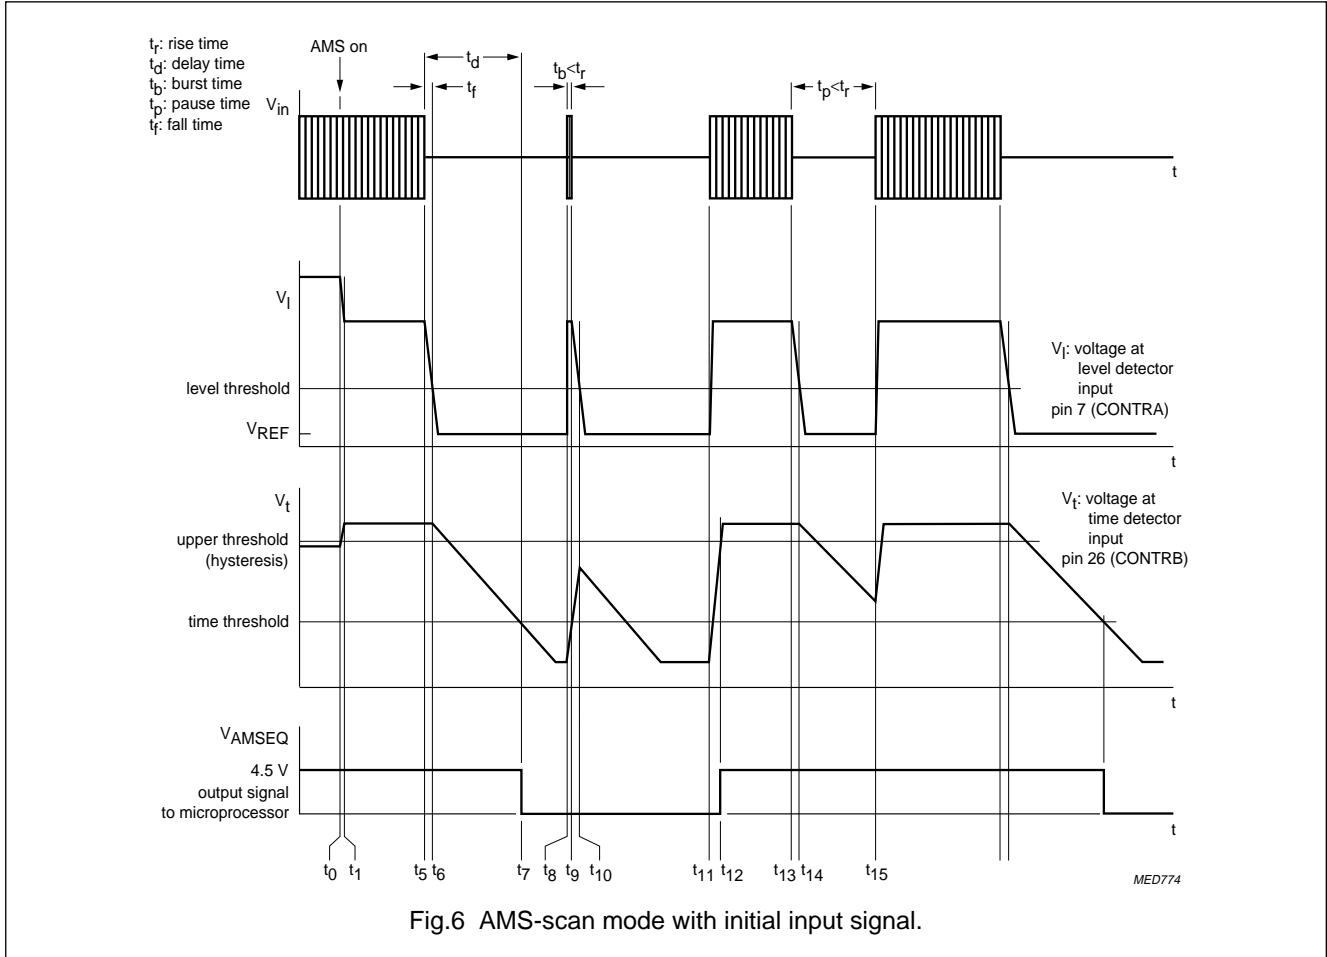 tr: rise time
td: delay time
tb: burst time
tp: pause time
tf: fall time
AMS on
td
tf
tb<tr
tp<tr
Vin
t
VI
level threshold
VREF
VI: voltage at
level detector
input
pin 7 (CONTRA)
t
Vt
upper threshold
(hysteresis)
time threshold
Vt: voltage at
time detector
input
pin 26 (CONTRB)
t
VAMSEQ
4.5 V
output signal
to microprocessor
t
t0 t1 t5 t6 t7 t8 t9 t10 t11 t12 t13 t14 t15
MED774
Fig.6 AMS-scan mode with initial input signal.